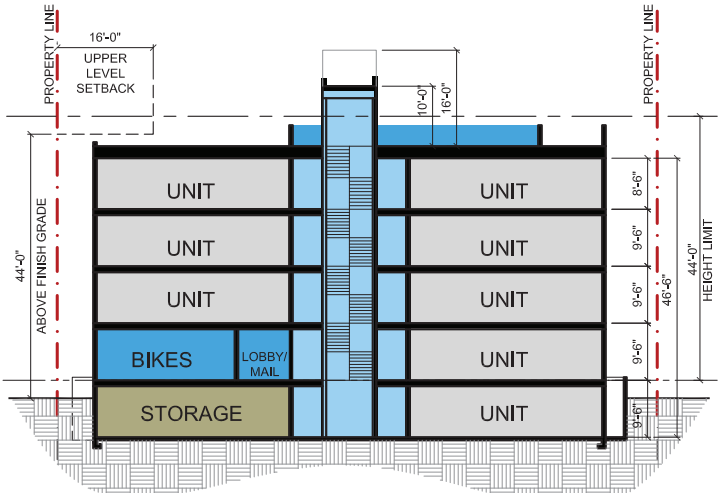 PROPERTY LINE
16'-0"
UPPER
LEVEL
SETBACK
PROPERTY LINE
10'-0"
16'-0"
44'-0"
ABOVE FINISH GRADE
UNIT
UNIT
8'-6"
UNIT
UNIT
9'-6"
UNIT
UNIT
9'-6"
BIKES
LOBBY/
MAIL
UNIT
9'-6"
STORAGE
UNIT
9'-6"
46'-6"
44'-0"
HEIGHT LIMIT